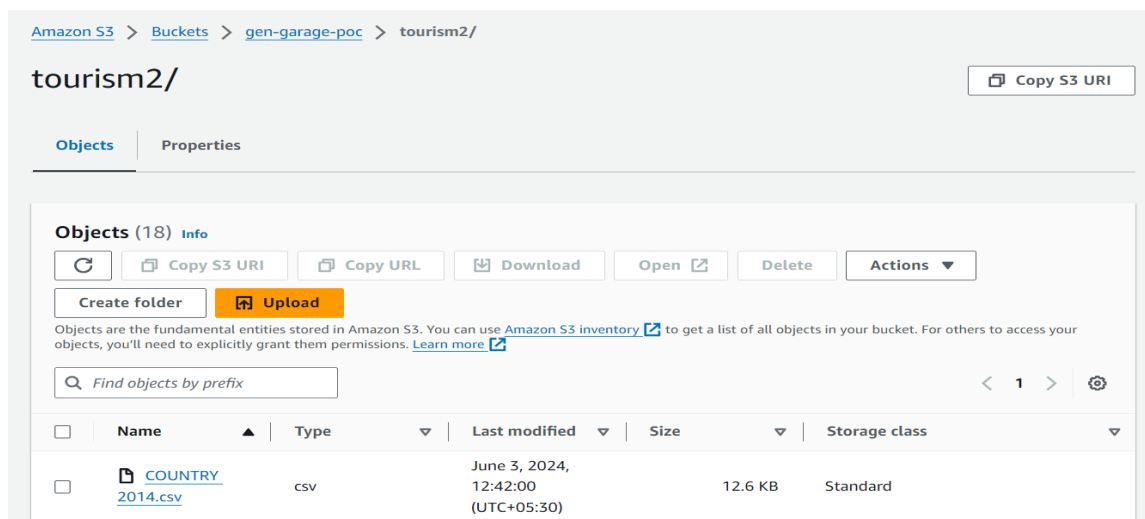 Amazon S3 > Buckets > gen-garage-poc > tourism2/
tourism2/
Copy S3 URI
Objects Properties
Objects (18) Info
Copy S3 URI Copy URL Download Open Delete Actions
Create folder Upload
Objects are the fundamental entities stored in Amazon S3. You can use Amazon S3 inventory to get a list of all objects in your bucket. For others to access your
objects, you'll need to explicitly grant them permissions. Learn more
Find objects by prefix
< 1 >
Name Type Last modified Size Storage class
COUNTRY
2014.csv
csv
June 3, 2024,
12:42:00
(UTC+05:30)
12.6 KB
Standard